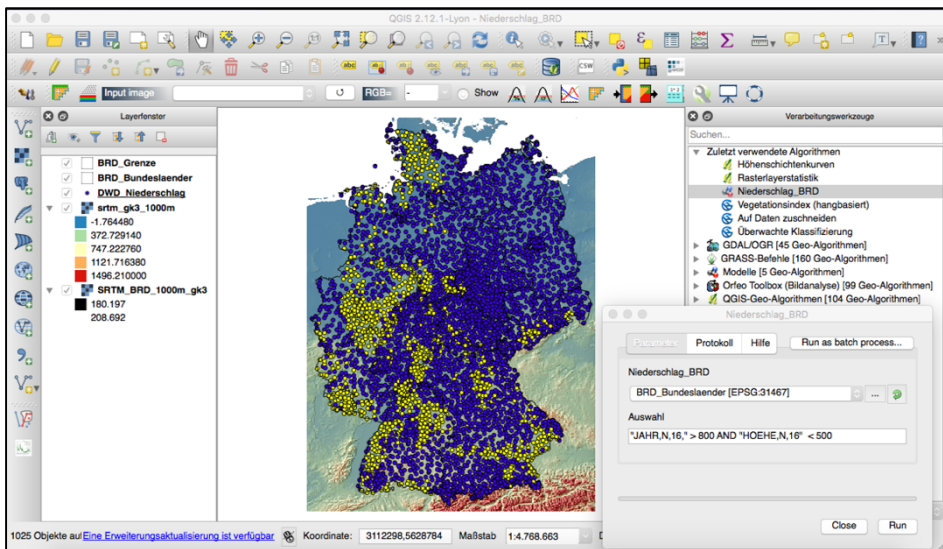 QGIS 2.12.1-Lyon - Niederschlag_BRD
Input image
RGB= -
Show
Layerfenster
BRD_Grenze
BRD_Bundeslaender
DWD_Niederschlag
srtm_gk3_1000m
-1.764480
372.729140
747.222760
1121.716380
1496.210000
SRTM_BRD_1000m_gk3
180.197
208.692
Verarbeitungswerkzeuge
Suchen...
Zuletzt verwendete Algorithmen
Höhenschichtenkurven
Rasterlayerstatistik
Niederschlag_BRD
Vegetationsindex (hangbasiert)
Auf Daten zuschneiden
Überwachte Klassifizierung
GDAL/OGR [45 Geo-Algorithmen]
GRASS-Befehle [160 Geo-Algorithmen]
Modelle [5 Geo-Algorithmen]
Orfeo Toolbox (Bildanalyse) [99 Geo-Algorithmen]
QGIS-Geo-Algorithmen [104 Geo-Algorithmen]
Niederschlag_BRD
Parameter Protokoll Hilfe Run as batch process...
Niederschlag_BRD
BRD_Bundeslaender [EPSG:31467] ...
Auswahl
"JAHR,N,16," > 800 AND "HOEHE,N,16" < 500
Close Run
1025 Objekte auf Eine Erweiterungsaktualisierung ist verfügbar Koordinate: 3112298,5628784 Maßstab 1:4.768.663 D